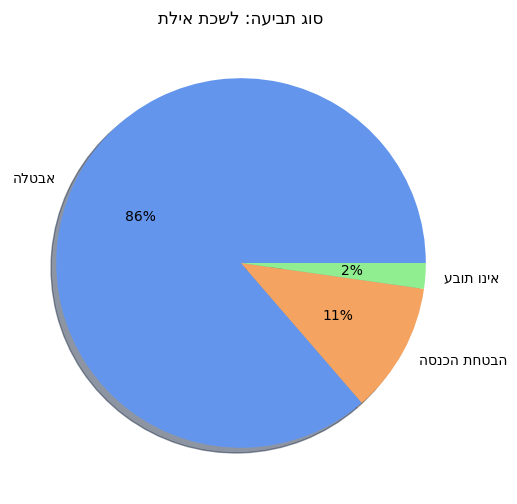 סוג תביעה: לשכת אילת
אבטלה
86%
2%
אינו תובע
11%
הבטחת הכנסה